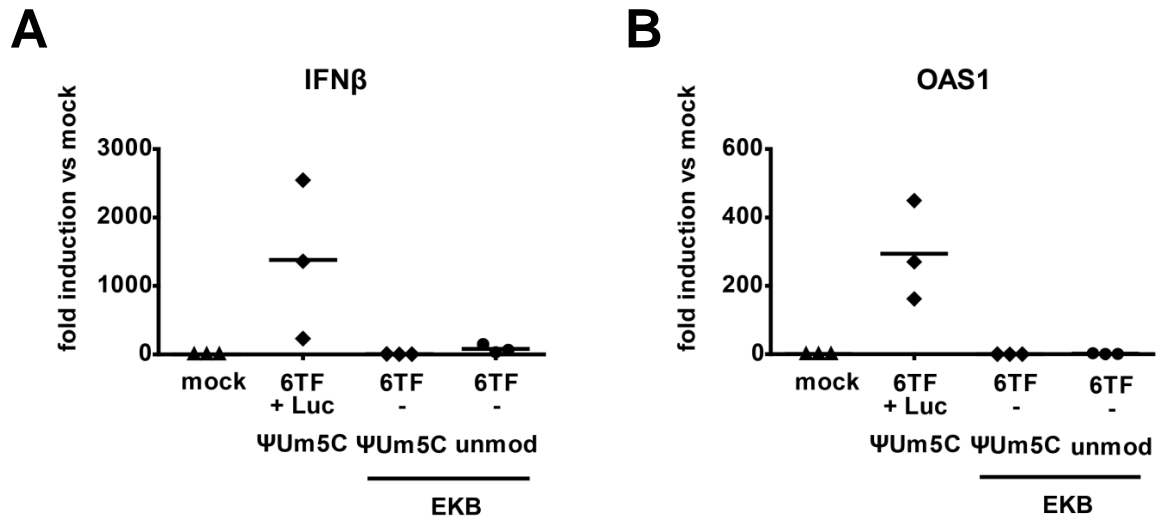 A
IFNβ
fold induction vs mock
3000
2000
1000
0
mock
6TF
6TF
6TF
+ Luc
-
-
ΨUm5C
ΨUm5C
unmod
EKB
B
OAS1
fold induction vs mock
600
400
200
0
mock
6TF
6TF
6TF
+ Luc
-
-
ΨUm5C
ΨUm5C
unmod
EKB